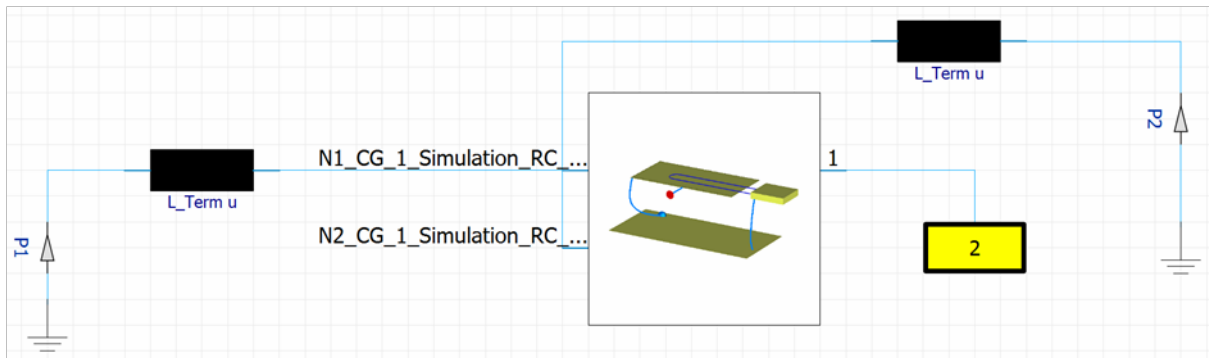 L_Term u
P2
N1_CG_1_Simulation_RC_...
1
L_Term u
N2_CG_1_Simulation_RC_...
P1
2